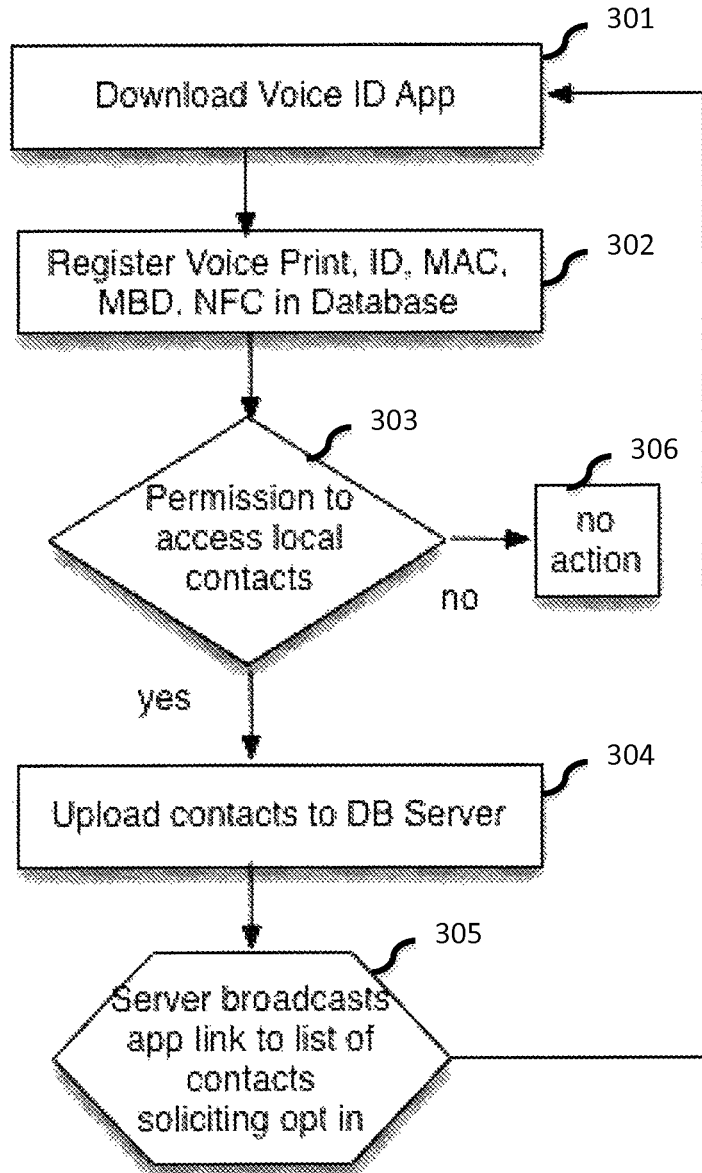 301
Download Voice ID App
302
Register Voice Print, ID, MAC,
MBD, NFC in Database
303
Permission to
access local
contacts
306
no
action
no
yes
304
Upload contacts to DB Server
305
Server broadcasts
app link to list of
contacts
soliciting opt in